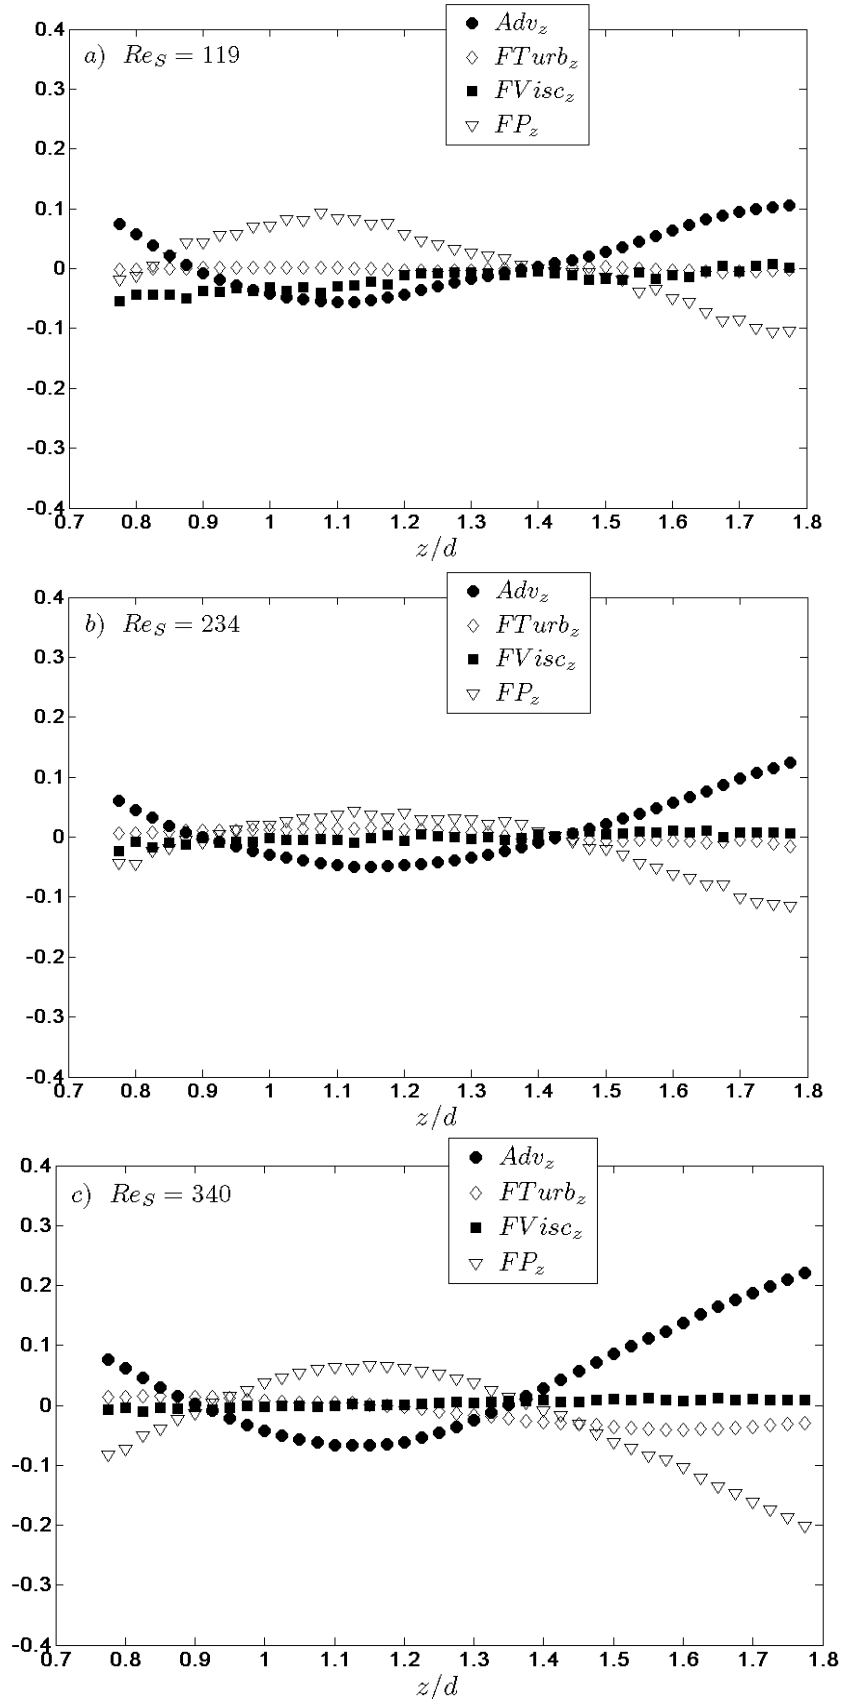 a) Re_S = 119
Adv_z
FTurb_z
FVisc_z
FP_z
0.4
0.3
0.2
0.1
0
-0.1
-0.2
-0.3
-0.4
0.7 0.8 0.9 1 1.1 1.2 1.3 1.4 1.5 1.6 1.7 1.8
z/d
b) Re_S = 234
Adv_z
FTurb_z
FVisc_z
FP_z
0.4
0.3
0.2
0.1
0
-0.1
-0.2
-0.3
-0.4
0.7 0.8 0.9 1 1.1 1.2 1.3 1.4 1.5 1.6 1.7 1.8
z/d
c) Re_S = 340
Adv_z
FTurb_z
FVisc_z
FP_z
0.4
0.3
0.2
0.1
0
-0.1
-0.2
-0.3
-0.4
0.7 0.8 0.9 1 1.1 1.2 1.3 1.4 1.5 1.6 1.7 1.8
z/d